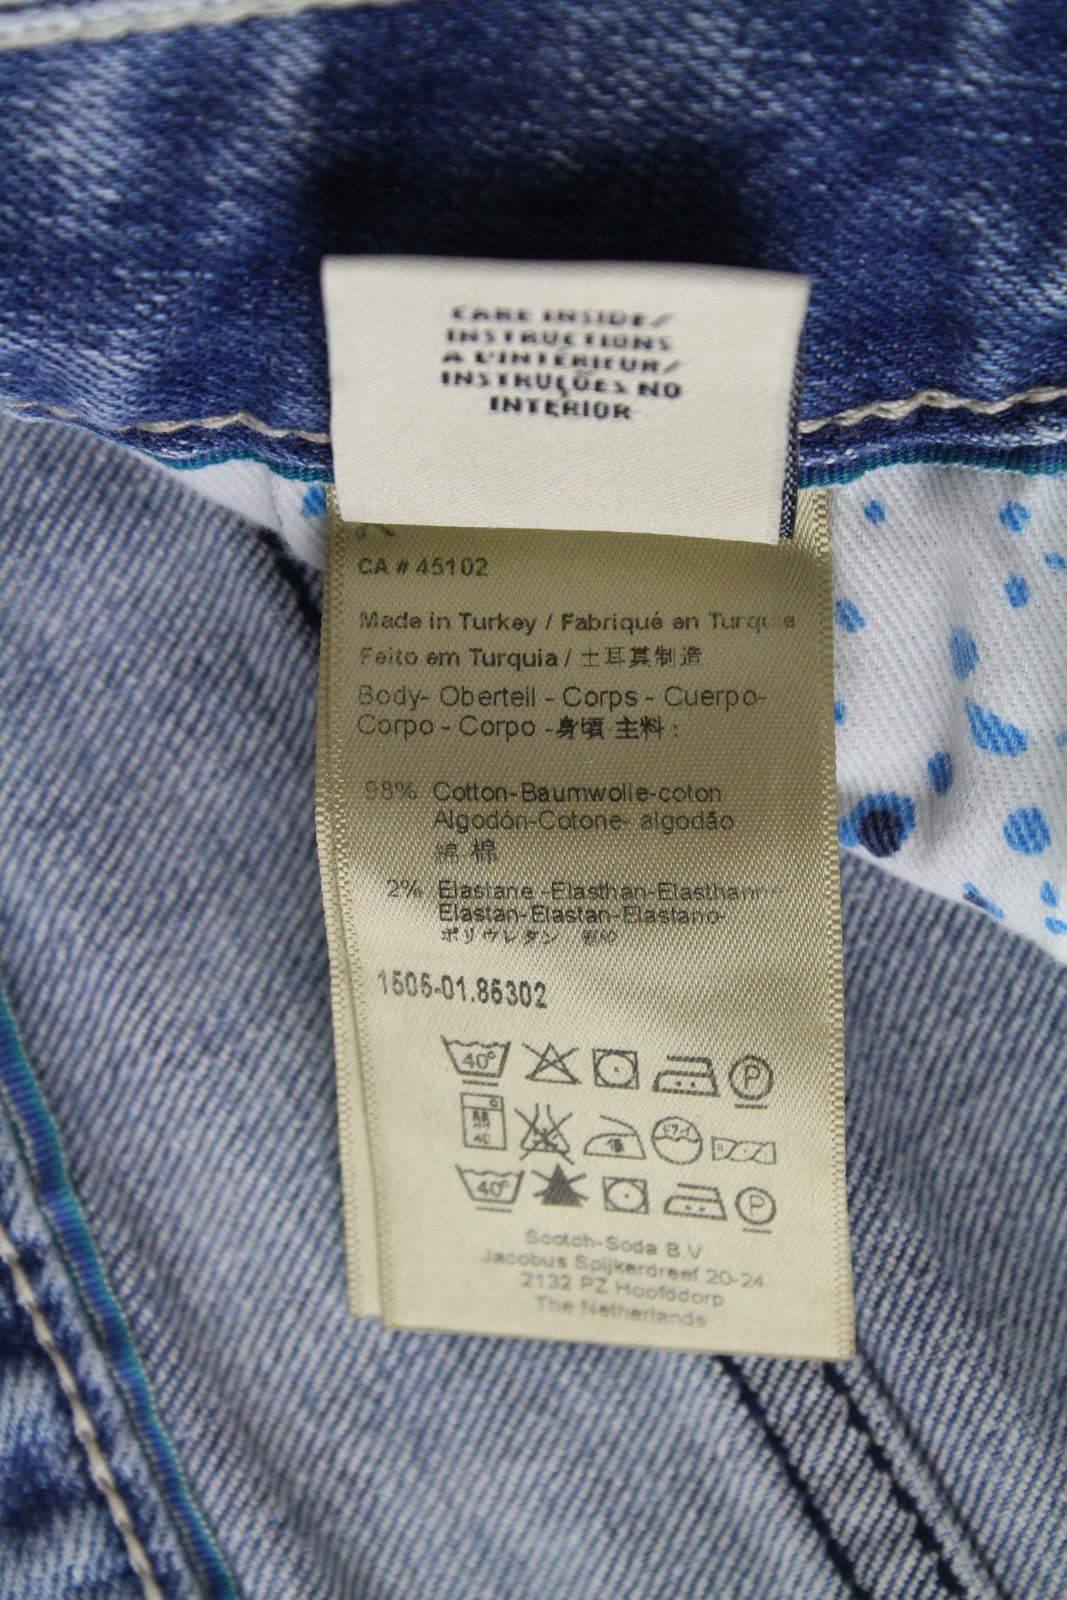 CARE INSIDE/
INSTRUCTIONS
A L'INTÉRIEUR/
INSTRUÇÕES NO
INTERIOR
CA # 45102
Made in Turkey / Fabriqué en Turquie
Feito em Turquia / 土耳其制造
Body- Oberteil - Corps - Cuerpo-
Corpo - Corpo -身頃 主料 :
98% Cotton-Baumwolle-coton
Algodón-Cotone- algodão
綿 棉
2% Elastane -Elasthan-Elasthanne
Elastan-Elastan-Elastano-
ポリウレタン
1505-01.85302
40° P
40° P
Scotch-Soda B.V
Jacobus Spijkerdreef 20-24
2132 PZ Hoofddorp
The Netherlands